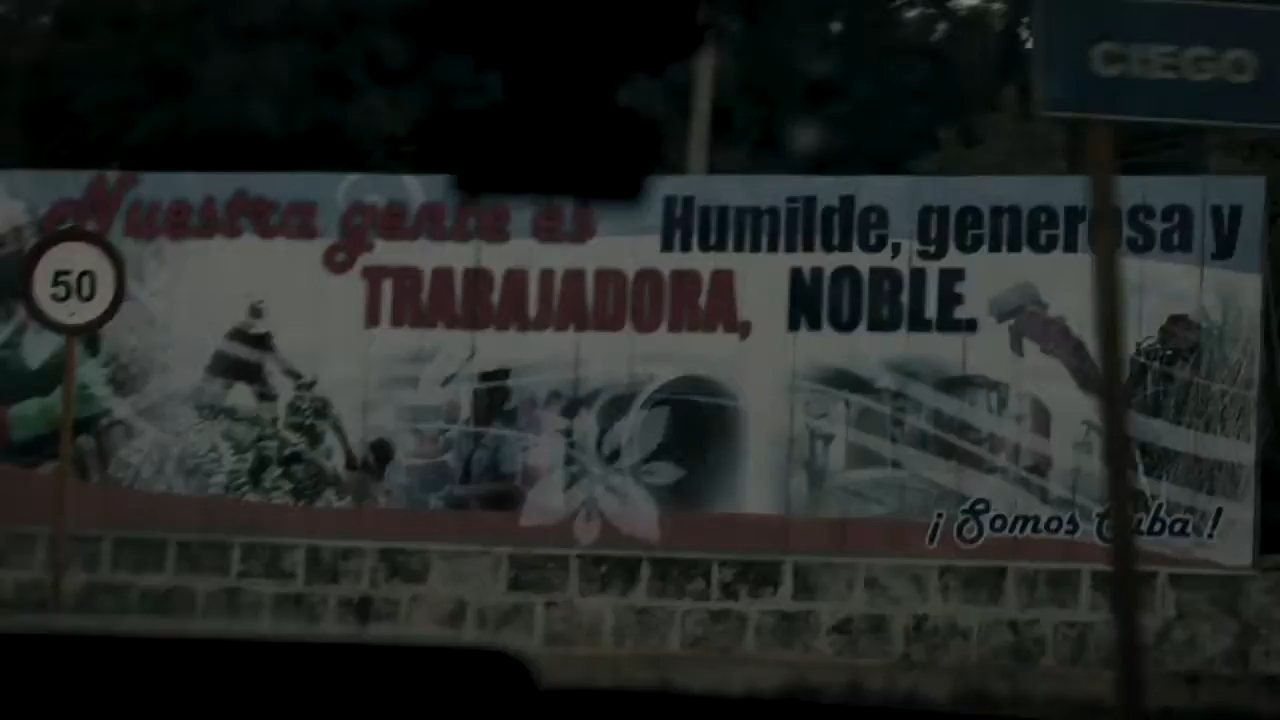 CIEGO
Nuestra gente es Humilde, generosa y
TRABAJADORA, NOBLE.
50
¡Somos Cuba!